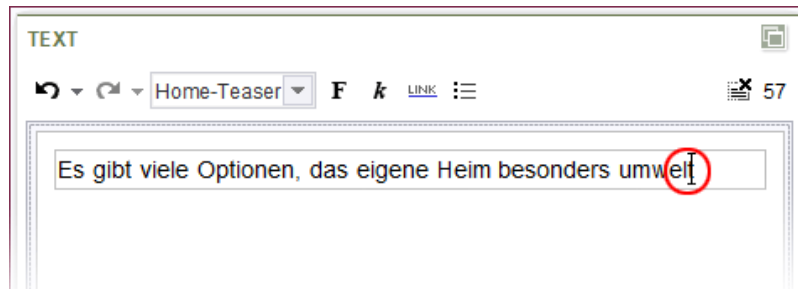 TEXT
Home-Teaser F k LINK 57
Es gibt viele Optionen, das eigene Heim besonders umwelt